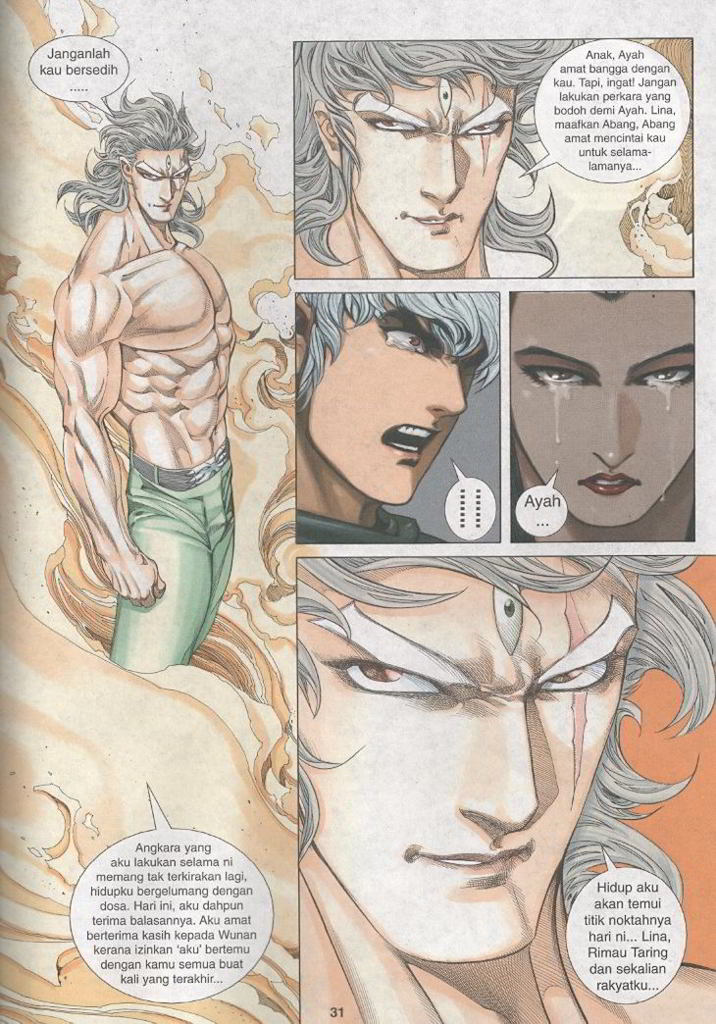 Janganlah
kau bersedih
.....
Angkara yang
aku lakukan selama ni
memang tak terkirakan lagi,
hidupku bergelumang dengan
dosa. Hari ini, aku dahpun
terima balasannya. Aku amat
berterima kasih kepada Wunan
kerana izinkan ‘aku’ bertemu
dengan kamu semua buat
kali yang terakhir...
Anak, Ayah
amat bangga dengan
kau. Tapi, ingat! Jangan
lakukan perkara yang
bodoh demi Ayah. Lina,
maafkan Abang, Abang
amat mencintai kau
untuk selama-
lamanya...
Ayah
...
Hidup aku
akan temui
titik noktahnya
hari ni... Lina,
Rimau Taring
dan sekalian
rakyatku...
31